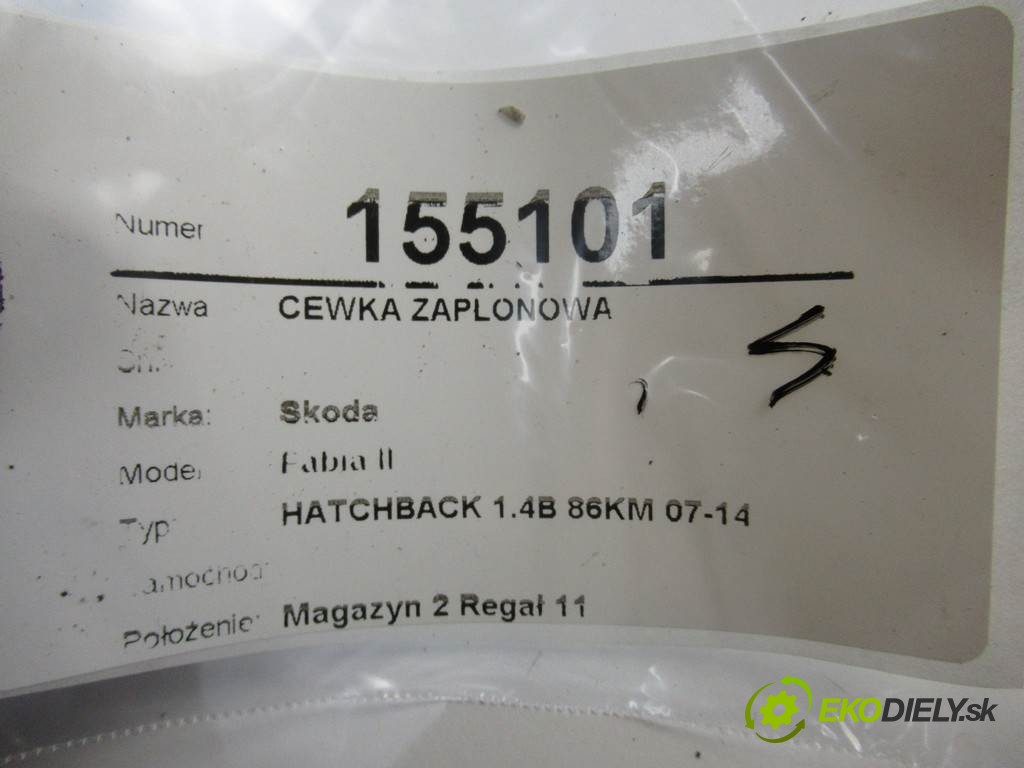 Numer 155101
Nazwa CEWKA ZAPLONOWA
Marka: Skoda
Model Fabia II
Typ HATCHBACK 1.4B 86KM 07-14
Położenie: Magazyn 2 Regał 11
EKODIELY.sk